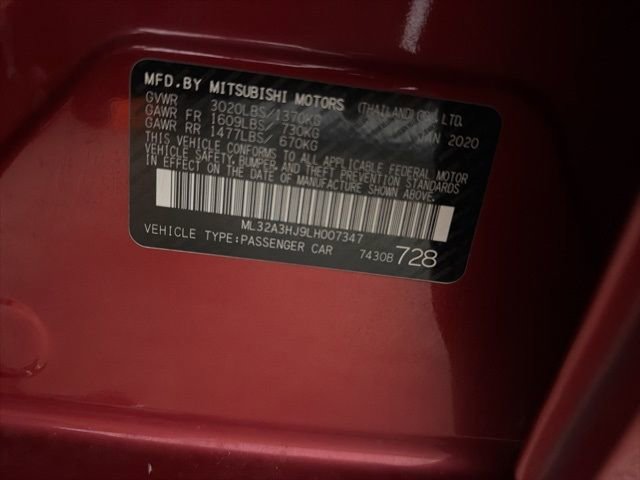 MFD.BY MITSUBISHI MOTORS (THAILAND) CO., LTD.
GVWR 3020LBS/1370KG JAN 2020
GAWR FR 1609LBS/ 730KG
GAWR RR 1477LBS/ 670KG
THIS VEHICLE CONFORMS TO ALL APPLICABLE FEDERAL MOTOR
VEHICLE SAFETY, BUMPER, AND THEFT PREVENTION STANDARDS
IN EFFECT ON THE DATE OF MANUFACTURE SHOWN ABOVE.
ML32A3HJ9LH007347
VEHICLE TYPE:PASSENGER CAR 7430B 728